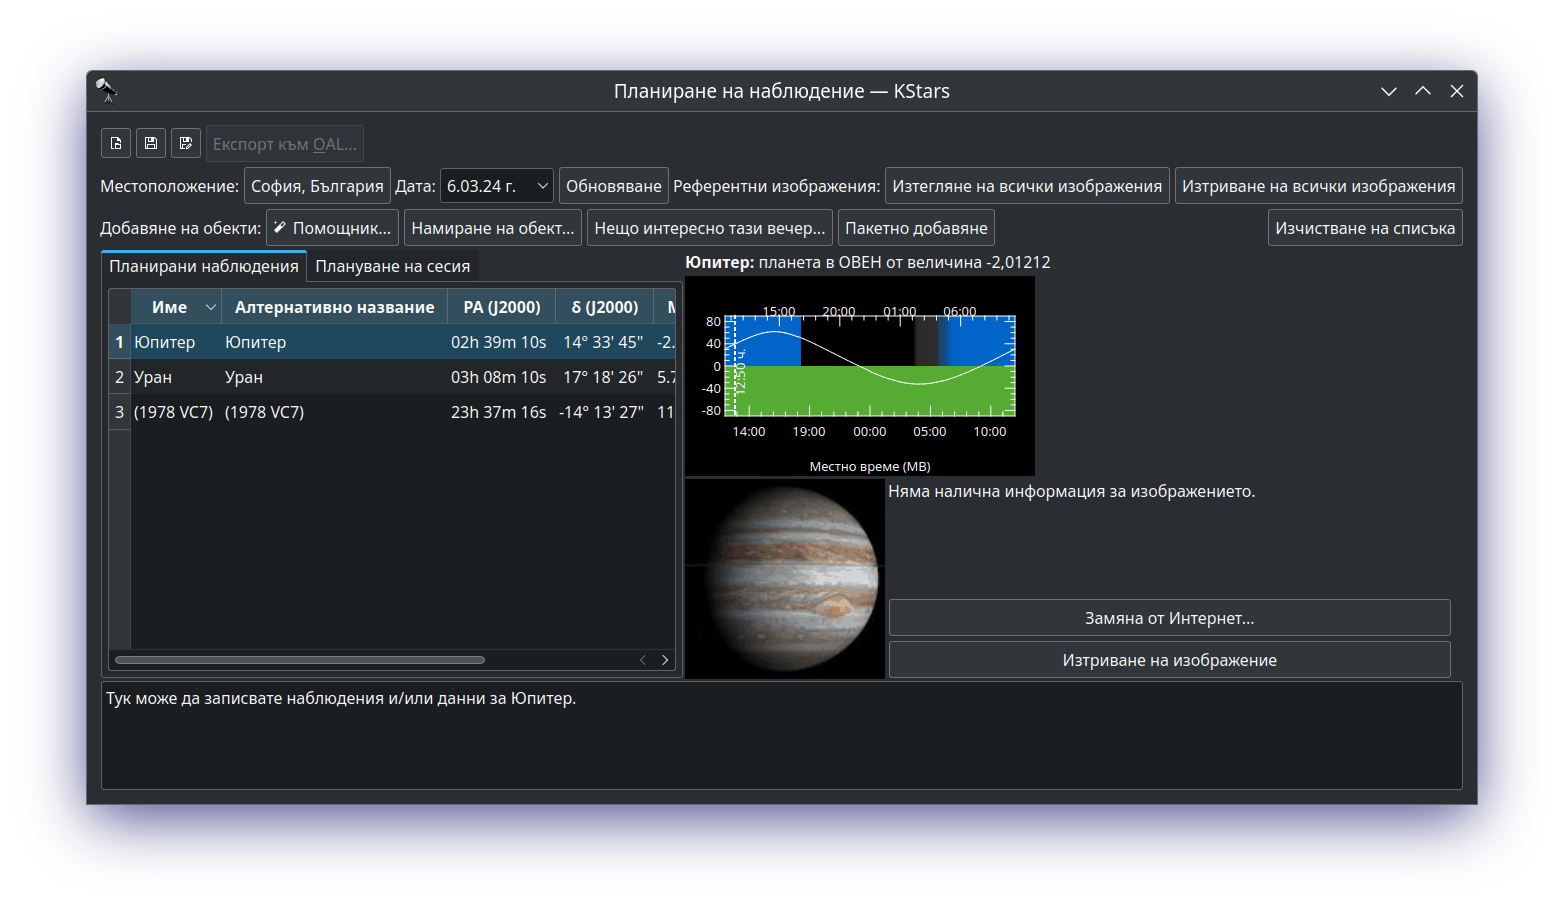 Планиране на наблюдение — KStars
Експорт към OAL...
Местоположение: София, България Дата: 6.03.24 г. Обновяване Референтни изображения: Изтегляне на всички изображения Изтриване на всички изображения
Добавяне на обекти: Помощник... Намиране на обект... Нещо интересно тази вечер... Пакетно добавяне Изчистване на списъка
Планирани наблюдения Плануване на сесия
Име Алтернативно название РА (J2000) δ (J2000)
1 Юпитер Юпитер 02h 39m 10s 14° 33' 45" -2.
2 Уран Уран 03h 08m 10s 17° 18' 26" 5.7
3 (1978 VC7) (1978 VC7) 23h 37m 16s -14° 13' 27" 11
Юпитер: планета в ОВЕН от величина -2,01212
15:00 20:00 01:00 06:00
80
40
0
-40
-80
12:50 ч.
14:00 19:00 00:00 05:00 10:00
Местно време (МВ)
Няма налична информация за изображението.
Замяна от Интернет...
Изтриване на изображение
Тук може да записвате наблюдения и/или данни за Юпитер.